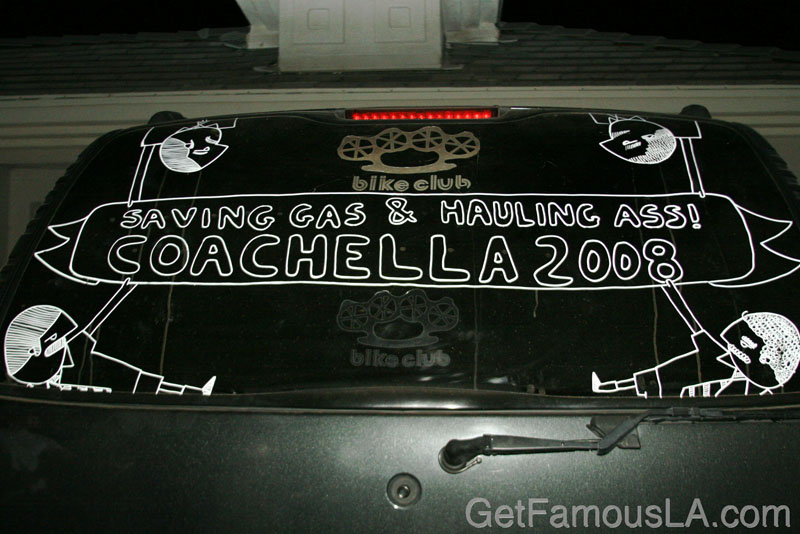 bike club
SAVING GAS & HAULING ASS!
COACHELLA 2008
bike club
GetFamousLA.com